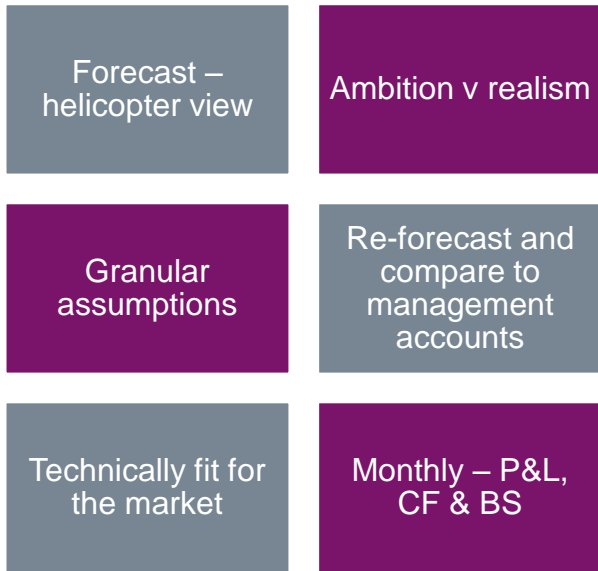 Forecast –
helicopter view
Ambition v realism
Granular
assumptions
Re-forecast and
compare to
management
accounts
Technically fit for
the market
Monthly – P&L,
CF & BS